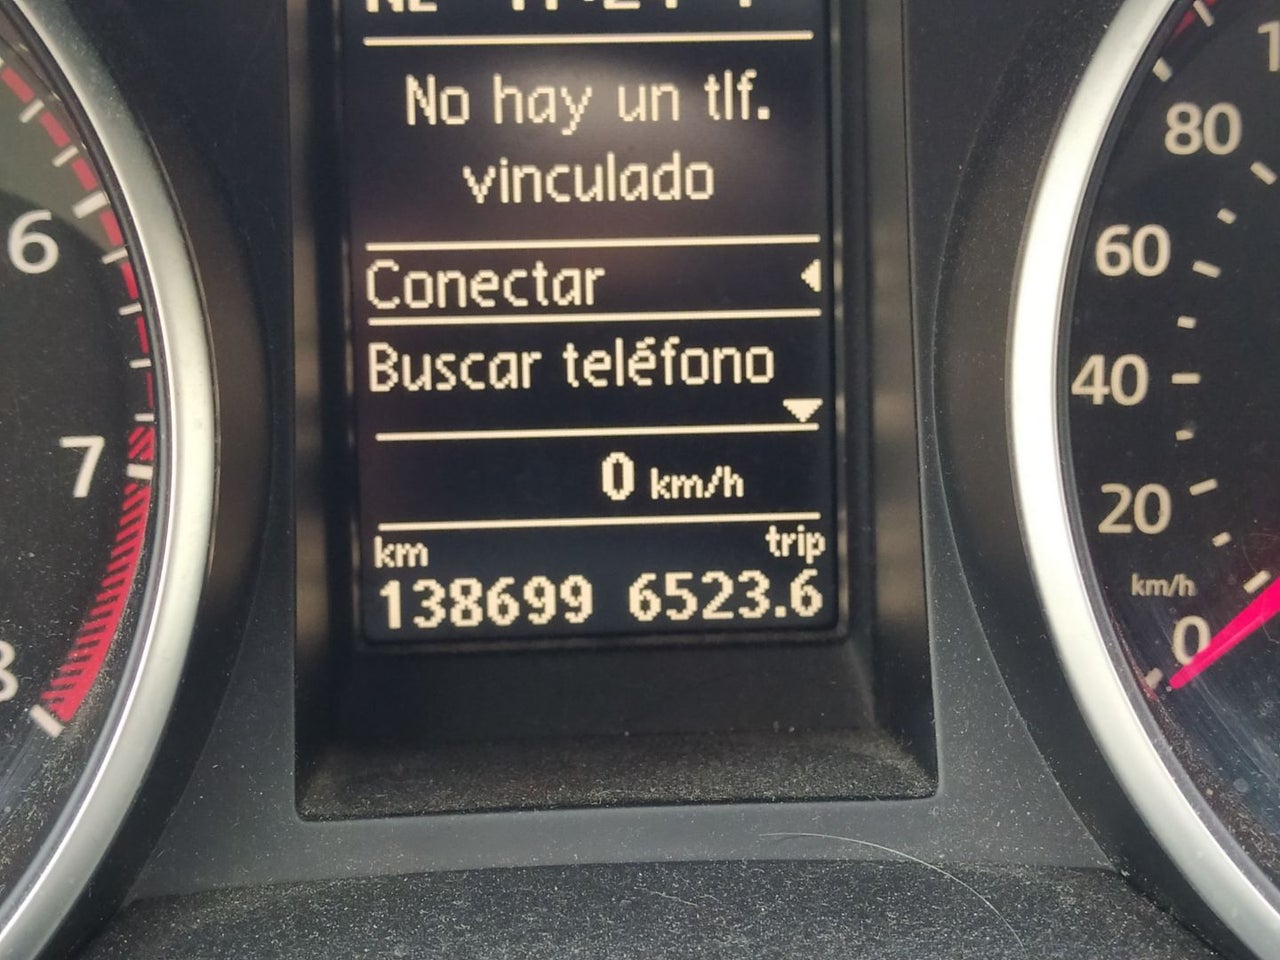 No hay un tlf.
vinculado
Conectar
Buscar teléfono
0 km/h
km trip
138699 6523.6
6
7
8
80
60
40
20
km/h
0